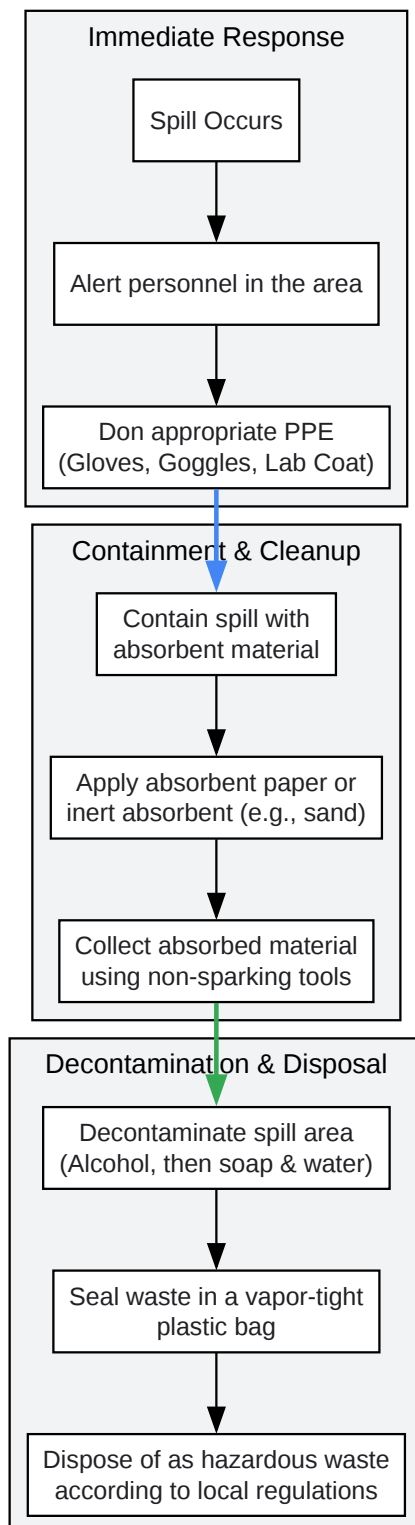 Immediate Response
Spill Occurs
Alert personnel in the area
Don appropriate PPE
(Gloves, Goggles, Lab Coat)
Containment & Cleanup
Contain spill with
absorbent material
Apply absorbent paper or
inert absorbent (e.g., sand)
Collect absorbed material
using non-sparking tools
Decontamination & Disposal
Decontaminate spill area
(Alcohol, then soap & water)
Seal waste in a vapor-tight
plastic bag
Dispose of as hazardous waste
according to local regulations